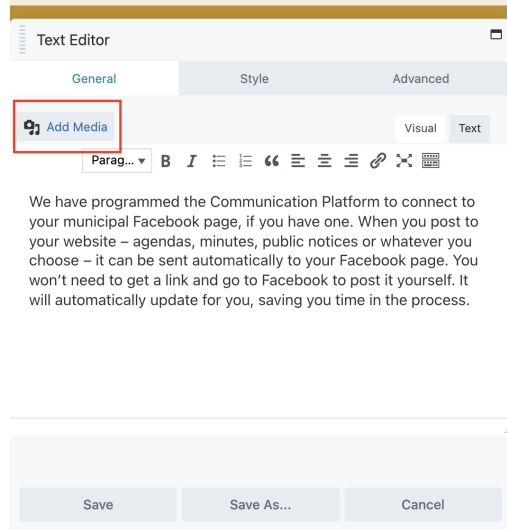 Text Editor
General Style Advanced
Add Media
Visual Text
Parag...
We have programmed the Communication Platform to connect to
your municipal Facebook page, if you have one. When you post to
your website – agendas, minutes, public notices or whatever you
choose – it can be sent automatically to your Facebook page. You
won't need to get a link and go to Facebook to post it yourself. It
will automatically update for you, saving you time in the process.
Save Save As... Cancel